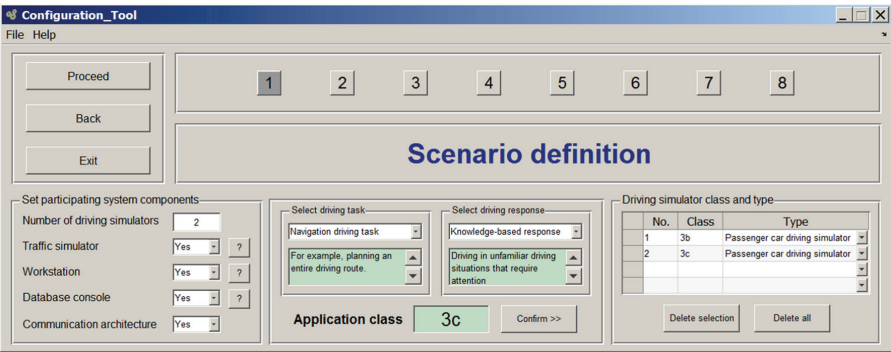 Configuration_Tool
File Help
Proceed
Back
Exit
1 2 3 4 5 6 7 8
Scenario definition
Set participating system components
Number of driving simulators 2
Traffic simulator Yes ?
Workstation Yes ?
Database console Yes ?
Communication architecture Yes
Select driving task
Navigation driving task
For example, planning an
entire driving route.
Select driving response
Knowledge-based response
Driving in unfamiliar driving
situations that require
attention
Application class 3c Confirm >>
Driving simulator class and type
No. Class Type
1 3b Passenger car driving simulator
2 3c Passenger car driving simulator
Delete selection Delete all